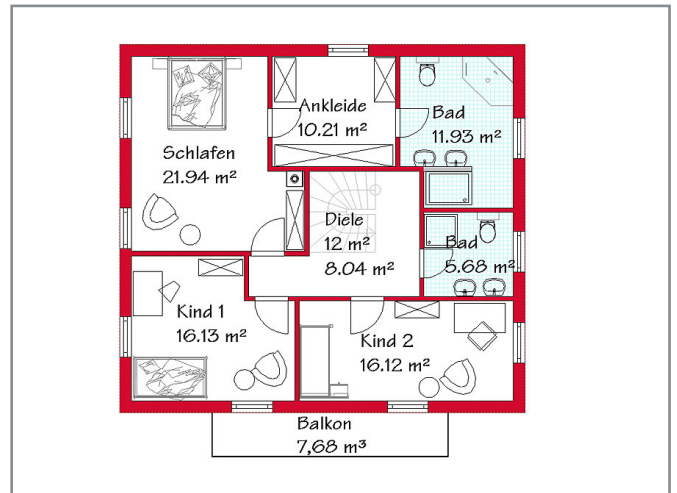 Ankleide
10.21 m²
Bad
11.93 m²
Schlafen
21.94 m²
Diele
12 m²
8.04 m²
Bad
5.68 m²
Kind 1
16.13 m²
Kind 2
16.12 m²
Balkon
7,68 m³